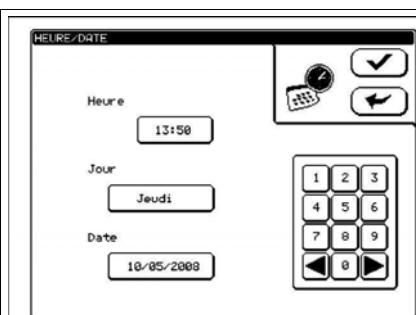 HEURE/DATE
Heure
13:50
Jour
Jeudi
Date
10/05/2008
1 2 3
4 5 6
7 8 9
0